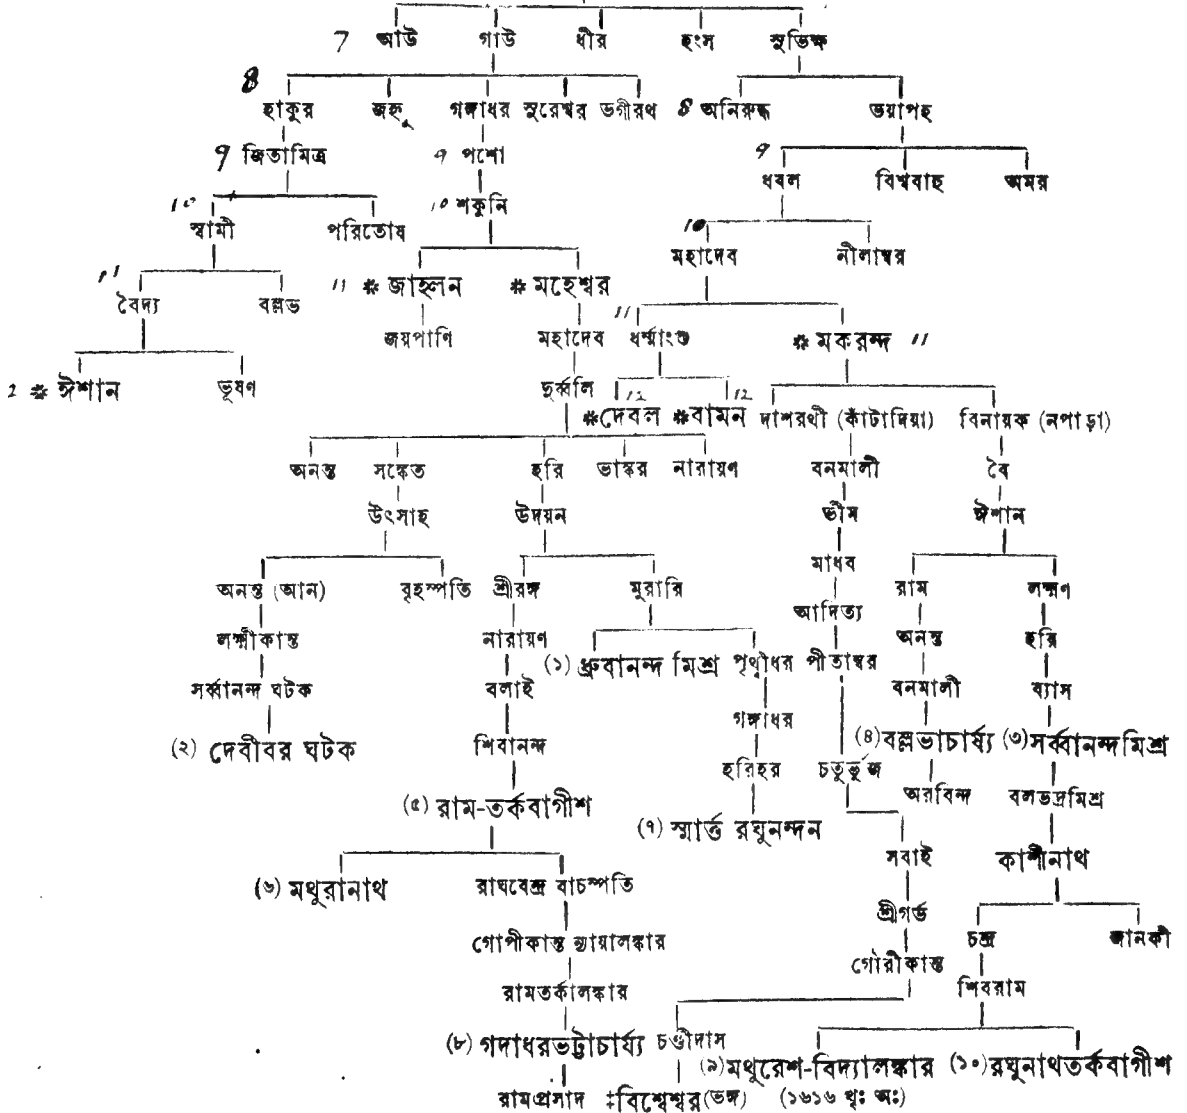 7 আউ গাউ ধীর হংস সুভিক্ষ
8 হাকুর জহ্নু গঙ্গাধর সুরেশ্বর ভগীরথ 8 অনিরুদ্ধ ভয়াপহ
9 জিতামিত্র 9 পশো 9 ধবল বিশ্ববাহ অমর
10 স্বামী পরিতোষ 10 শকুনি 10 মহাদেব নীলাম্বর
11 বৈদ্য বল্লভ 11 * জাহ্লন * মহেশ্বর
জয়পাণি মহাদেব 11 ধর্ম্মাংশু * মকরন্দ 11
2 * ঈশান ভূষণ দুর্ব্বলি 12 12
*দেবল *বামন দাশরথী (কাঁটাদিয়া) বিনায়ক (নপাড়া)
অনন্ত সঙ্কেত হরি ভাস্কর নারায়ণ বনমালী বৈ
উৎসাহ উদয়ন ভীম ঈশান
মাধব
অনন্ত (আন) বৃহস্পতি শ্রীরঙ্গ মুরারি রাম লক্ষ্মণ
আদিত্য
লক্ষ্মীকান্ত নারায়ণ অনন্ত হরি
(১) ধ্রুবানন্দ মিশ্র পৃথ্বীধর পীতাম্বর
সর্ব্বানন্দ ঘটক বলাই বনমালী ব্যাস
গঙ্গাধর
(২) দেবীবর ঘটক শিবানন্দ (৪) বল্লভাচার্য্য (৩) সর্ব্বানন্দমিশ্র
হরিহর চতুর্ভুজ
(৫) রাম-তর্কবাগীশ অরবিন্দ বলভদ্রমিশ্র
(৭) স্মার্ত্ত রঘুনন্দন
সবাই কাশীনাথ
(৬) মথুরানাথ রাঘবেন্দ্র বাচস্পতি
শ্রীগর্ভ
গোপীকান্ত ন্যায়ালঙ্কার চন্দ্র জানকী
গৌরীকান্ত
রামতর্কালঙ্কার শিবরাম
(৮) গদাধরভট্টাচার্য্য চণ্ডীদাস
(৯) মথুরেশ-বিদ্যালঙ্কার (১০) রঘুনাথতর্কবাগীশ
রামপ্রসাদ ‡বিশ্বেশ্বর (ভঙ্গ) (১৬১৬ খৃঃ অঃ)